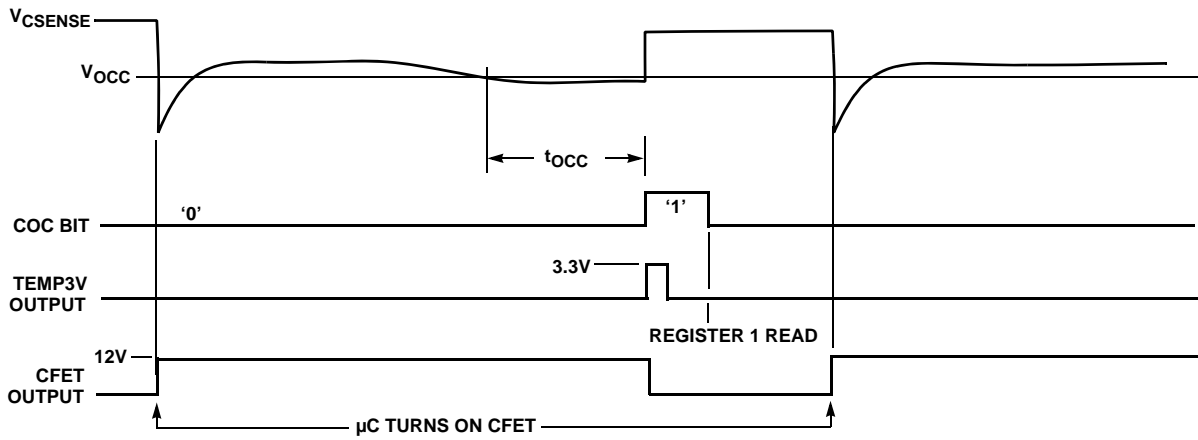 VCSENSE
VOCC
tOCC
COC BIT
‘0’
‘1’
3.3V
TEMP3V
OUTPUT
REGISTER 1 READ
12V
CFET
OUTPUT
µC TURNS ON CFET